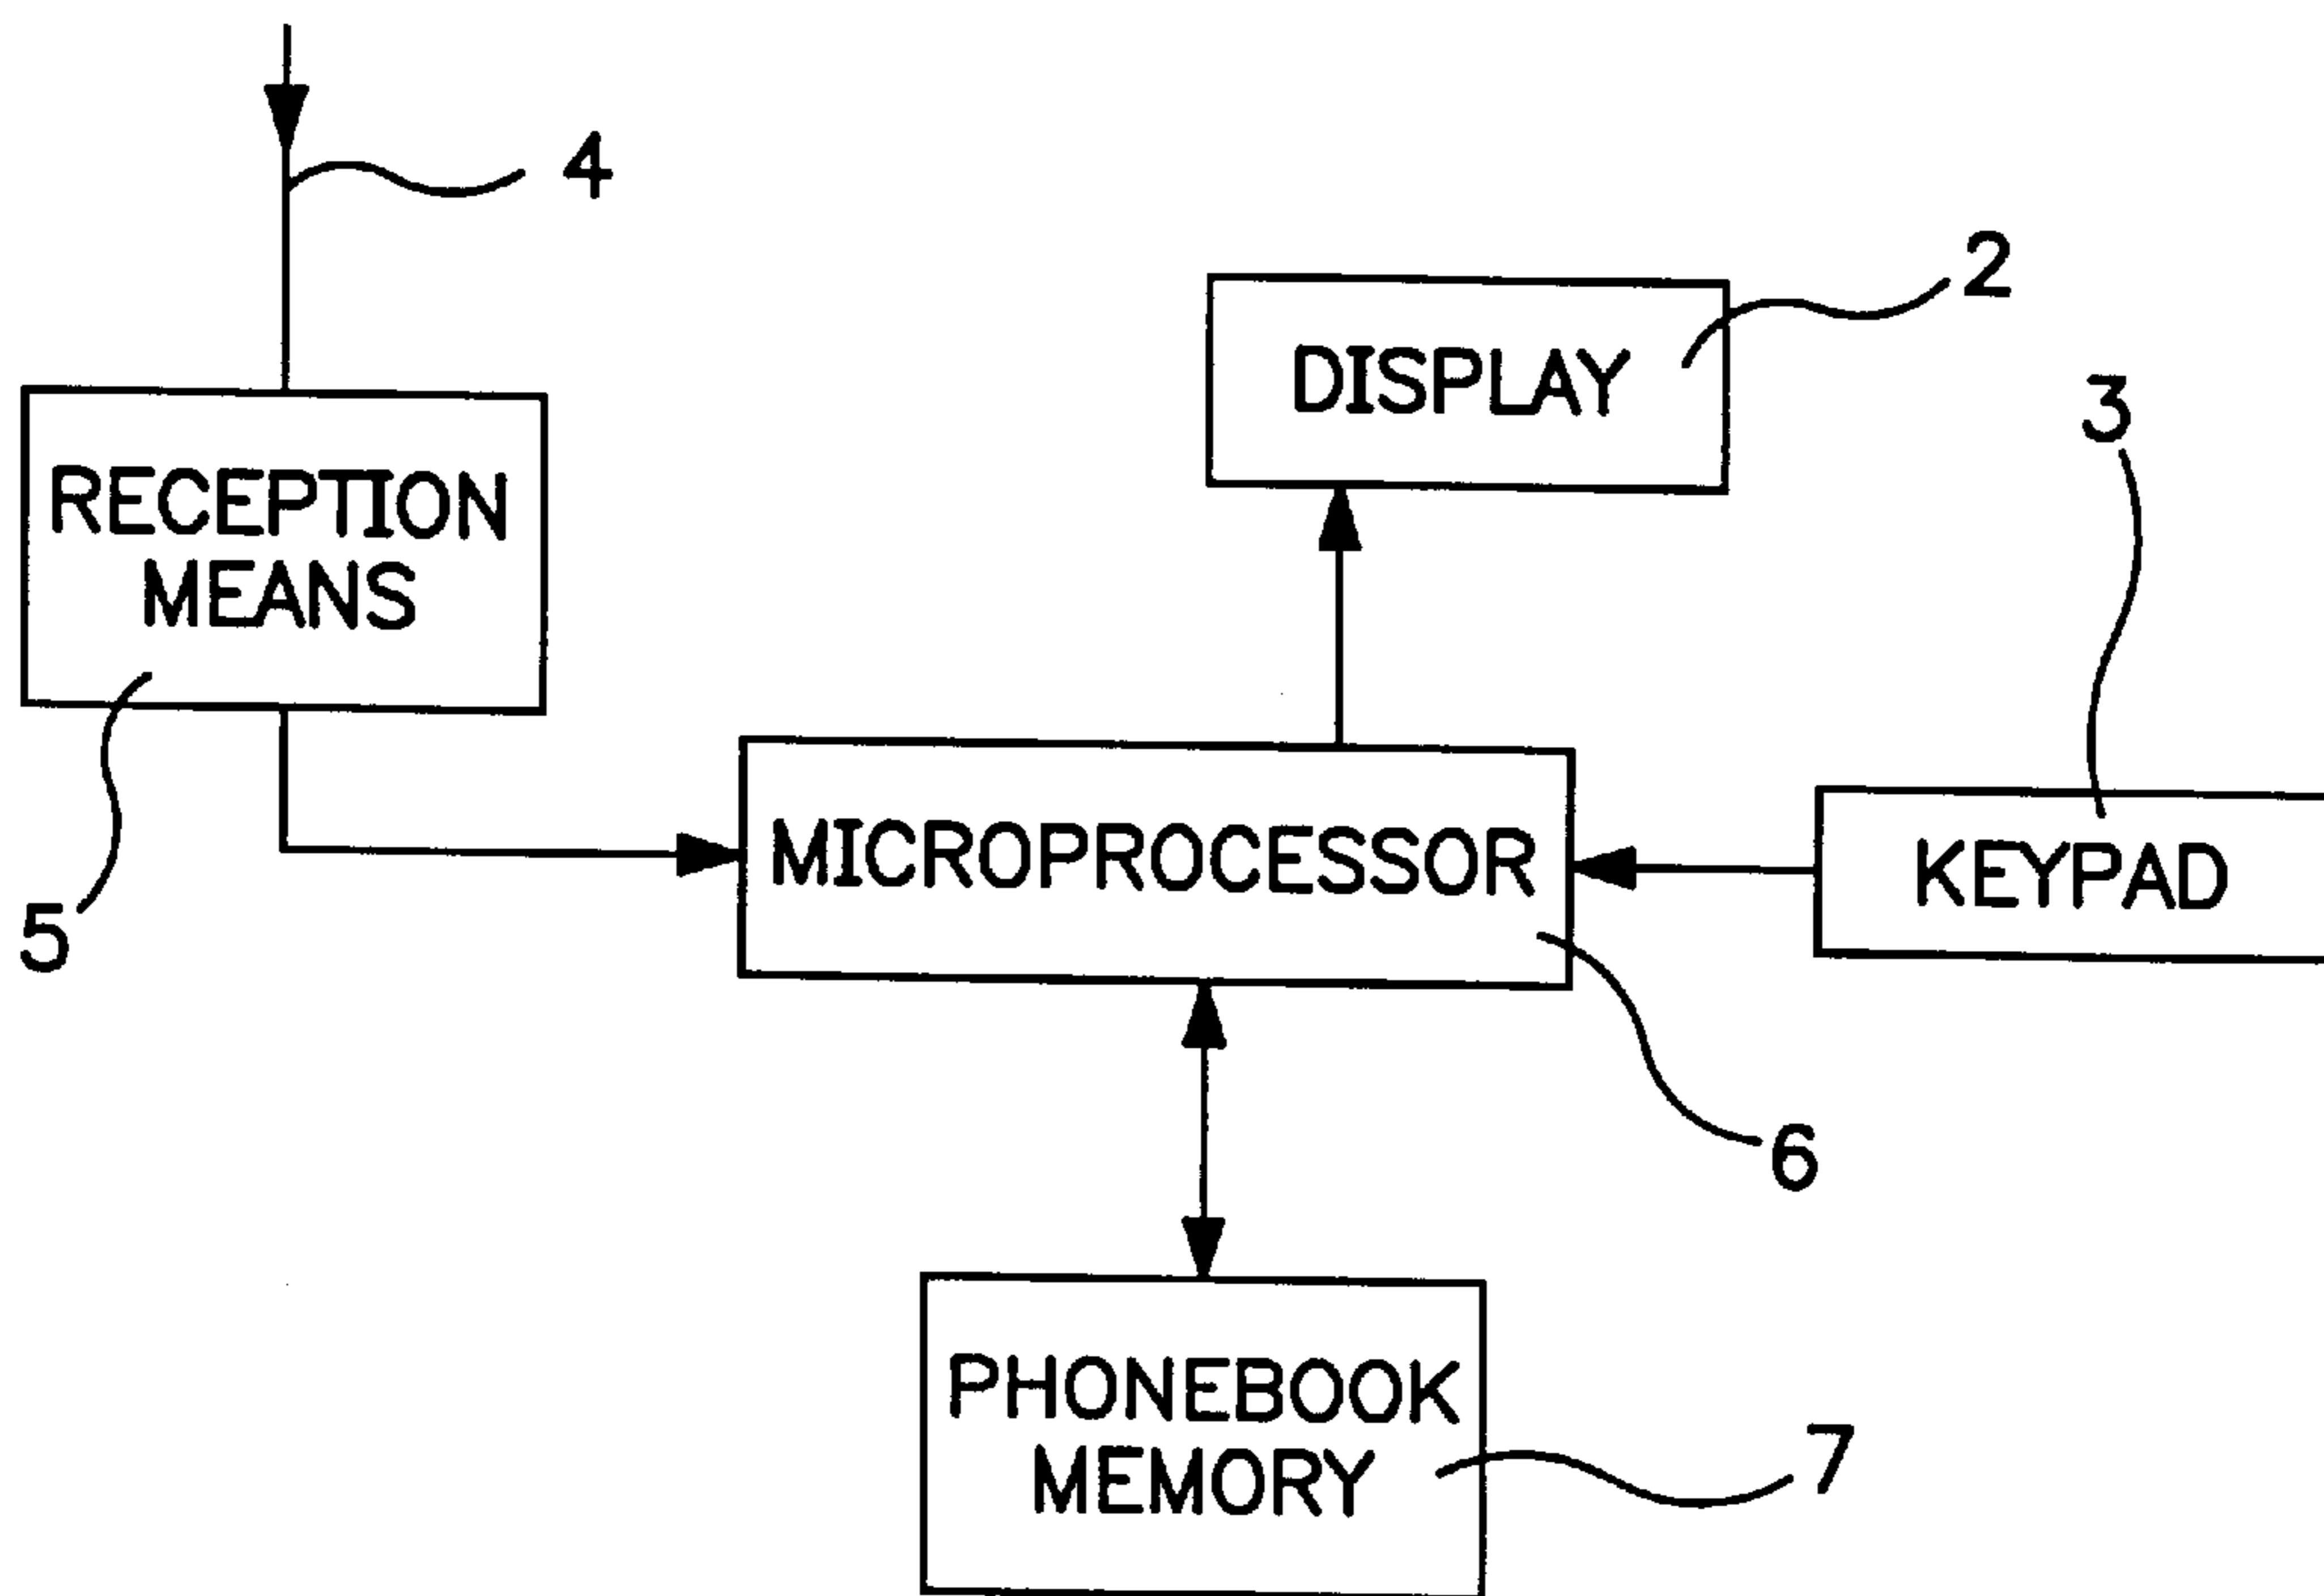 4
2
DISPLAY
3
RECEPTION
MEANS
5
MICROPROCESSOR
KEYPAD
6
PHONEBOOK
MEMORY
7